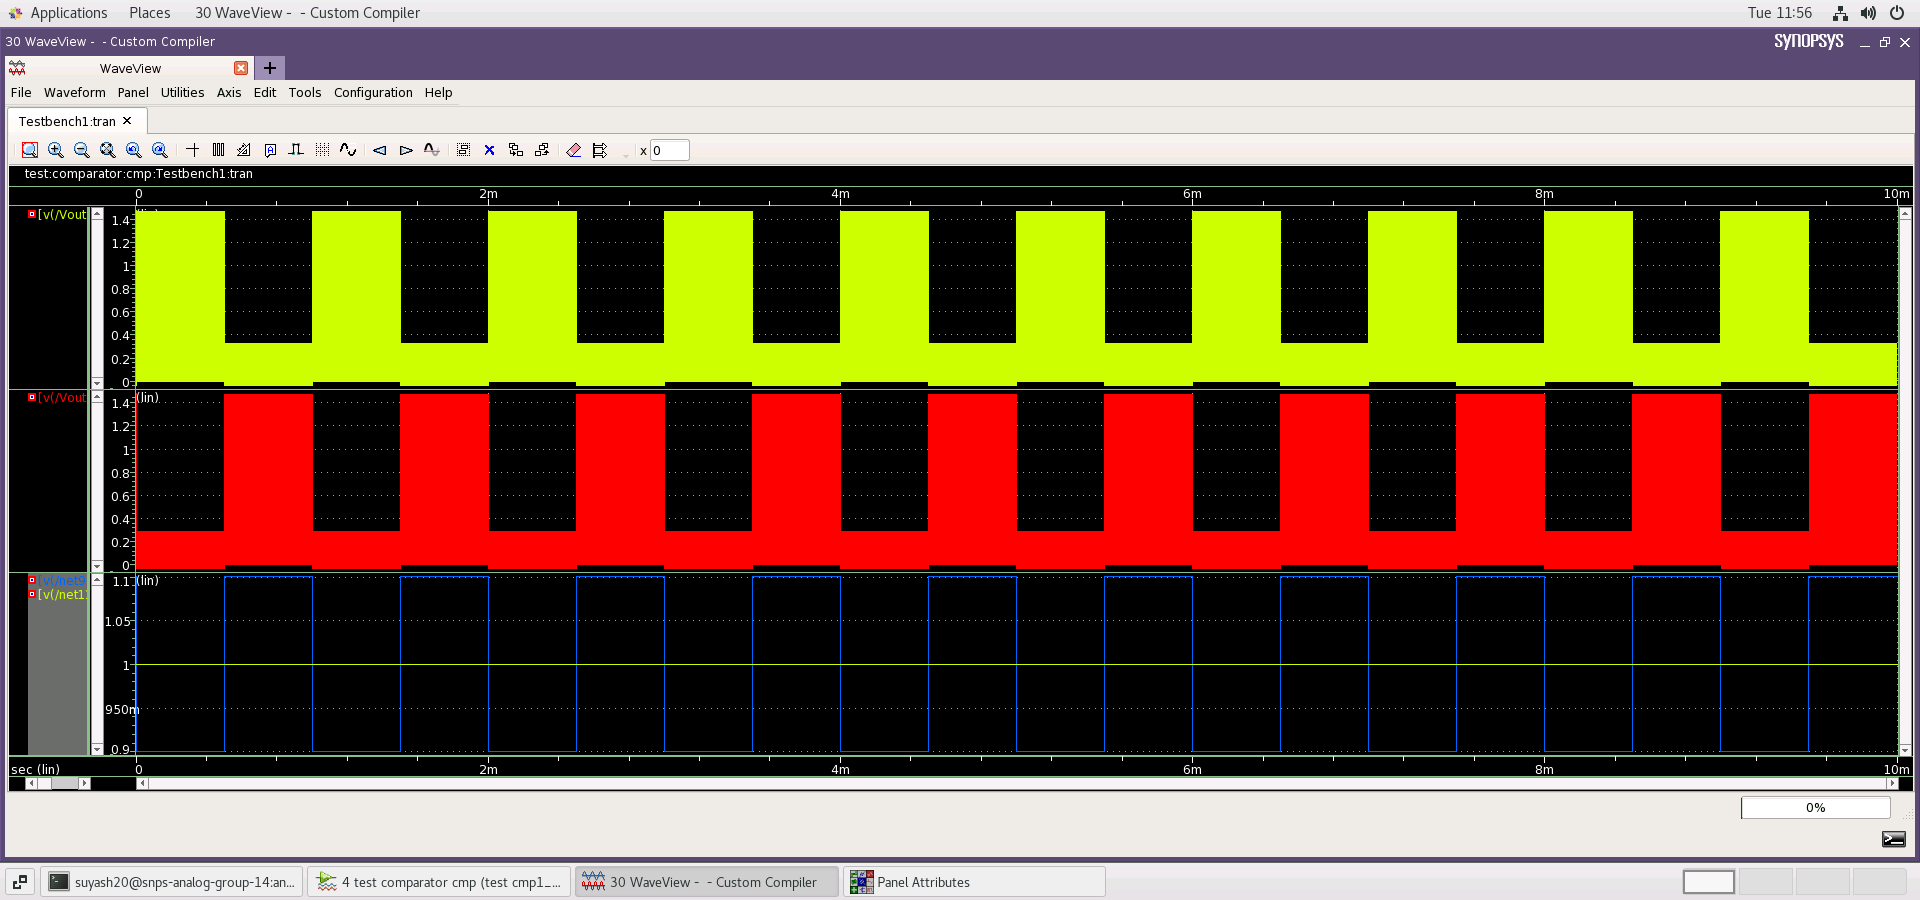 Applications Places 30 WaveView - - Custom Compiler Tue 11:56
30 WaveView - - Custom Compiler SYNOPSYS
WaveView
File Waveform Panel Utilities Axis Edit Tools Configuration Help
Testbench1:tran
x 0
test:comparator:cmp:Testbench1:tran
0 2m 4m 6m 8m 10m
[v(/Vout
1.4
1.2
1
0.8
0.6
0.4
0.2
0
[v(/Vout (lin)
1.4
1.2
1
0.8
0.6
0.4
0.2
0
[v(/net9 1.1 (lin)
[v(/net1
1.05
1
950m
0.9
sec (lin) 0 2m 4m 6m 8m 10m
0%
suyash20@snps-analog-group-14:an... 4 test comparator cmp (test cmp1_... 30 WaveView - - Custom Compiler Panel Attributes